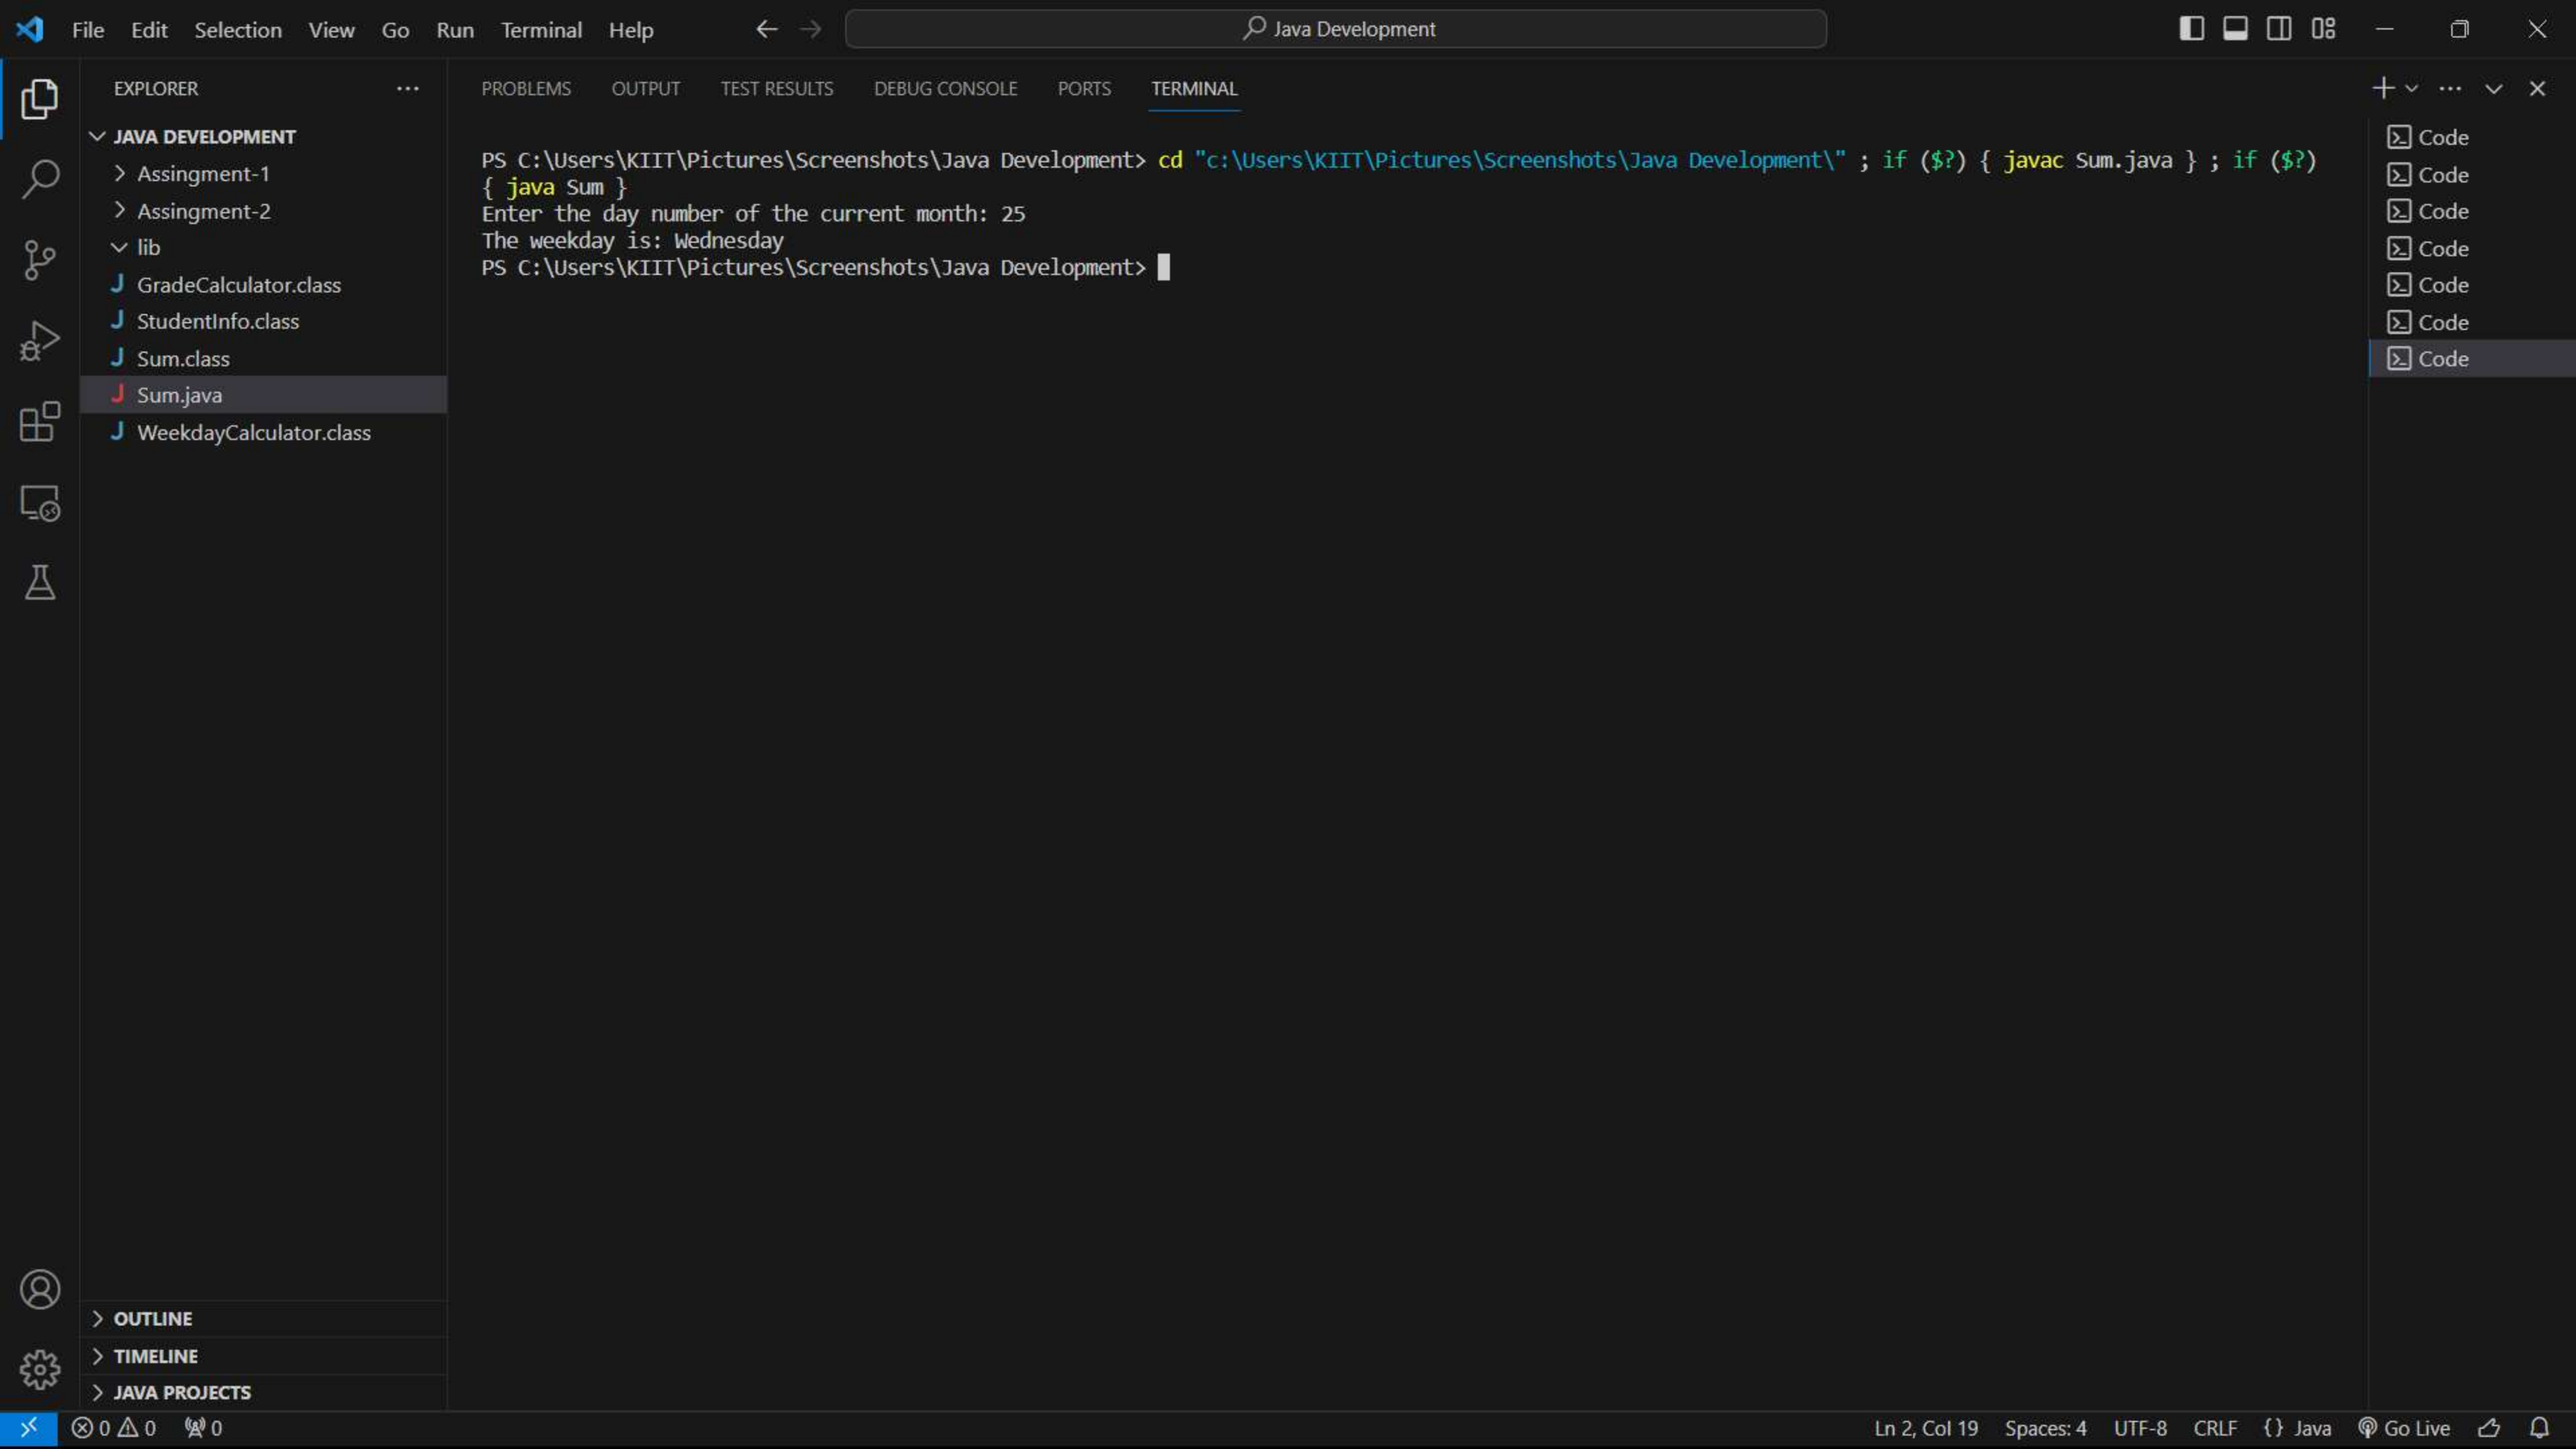 File Edit Selection View Go Run Terminal Help
Java Development
EXPLORER
JAVA DEVELOPMENT
Assingment-1
Assingment-2
lib
GradeCalculator.class
StudentInfo.class
Sum.class
Sum.java
WeekdayCalculator.class
OUTLINE
TIMELINE
JAVA PROJECTS
PROBLEMS OUTPUT TEST RESULTS DEBUG CONSOLE PORTS TERMINAL
PS C:\Users\KIIT\Pictures\Screenshots\Java Development> cd "c:\Users\KIIT\Pictures\Screenshots\Java Development\" ; if ($?) { javac Sum.java } ; if ($?)
{ java Sum }
Enter the day number of the current month: 25
The weekday is: Wednesday
PS C:\Users\KIIT\Pictures\Screenshots\Java Development>
Code
Code
Code
Code
Code
Code
Code
0 0 0 Ln 2, Col 19 Spaces: 4 UTF-8 CRLF {} Java Go Live